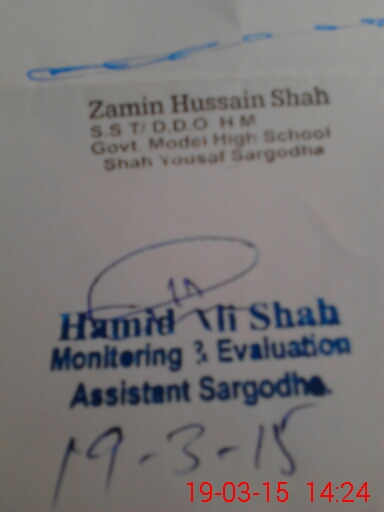 Zamin Hussain Shah
S.S T/ D.D.O H M
Govt. Model High School
Shah Yousaf Sargodha
Hamid Ali Shah
Monitoring & Evaluation
Assistant Sargodha.
19-3-15
19-03-15 14:24